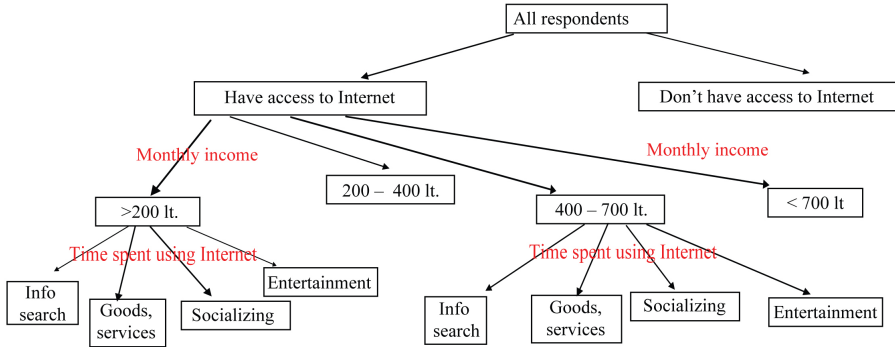 All respondents
Have access to Internet
Don't have access to Internet
Monthly income
Monthly income
200 – 400 lt.
>200 lt.
400 – 700 lt.
< 700 lt
Time spent using Internet
Time spent using Internet
Info
search
Goods,
services
Socializing
Entertainment
Info
search
Goods,
services
Socializing
Entertainment